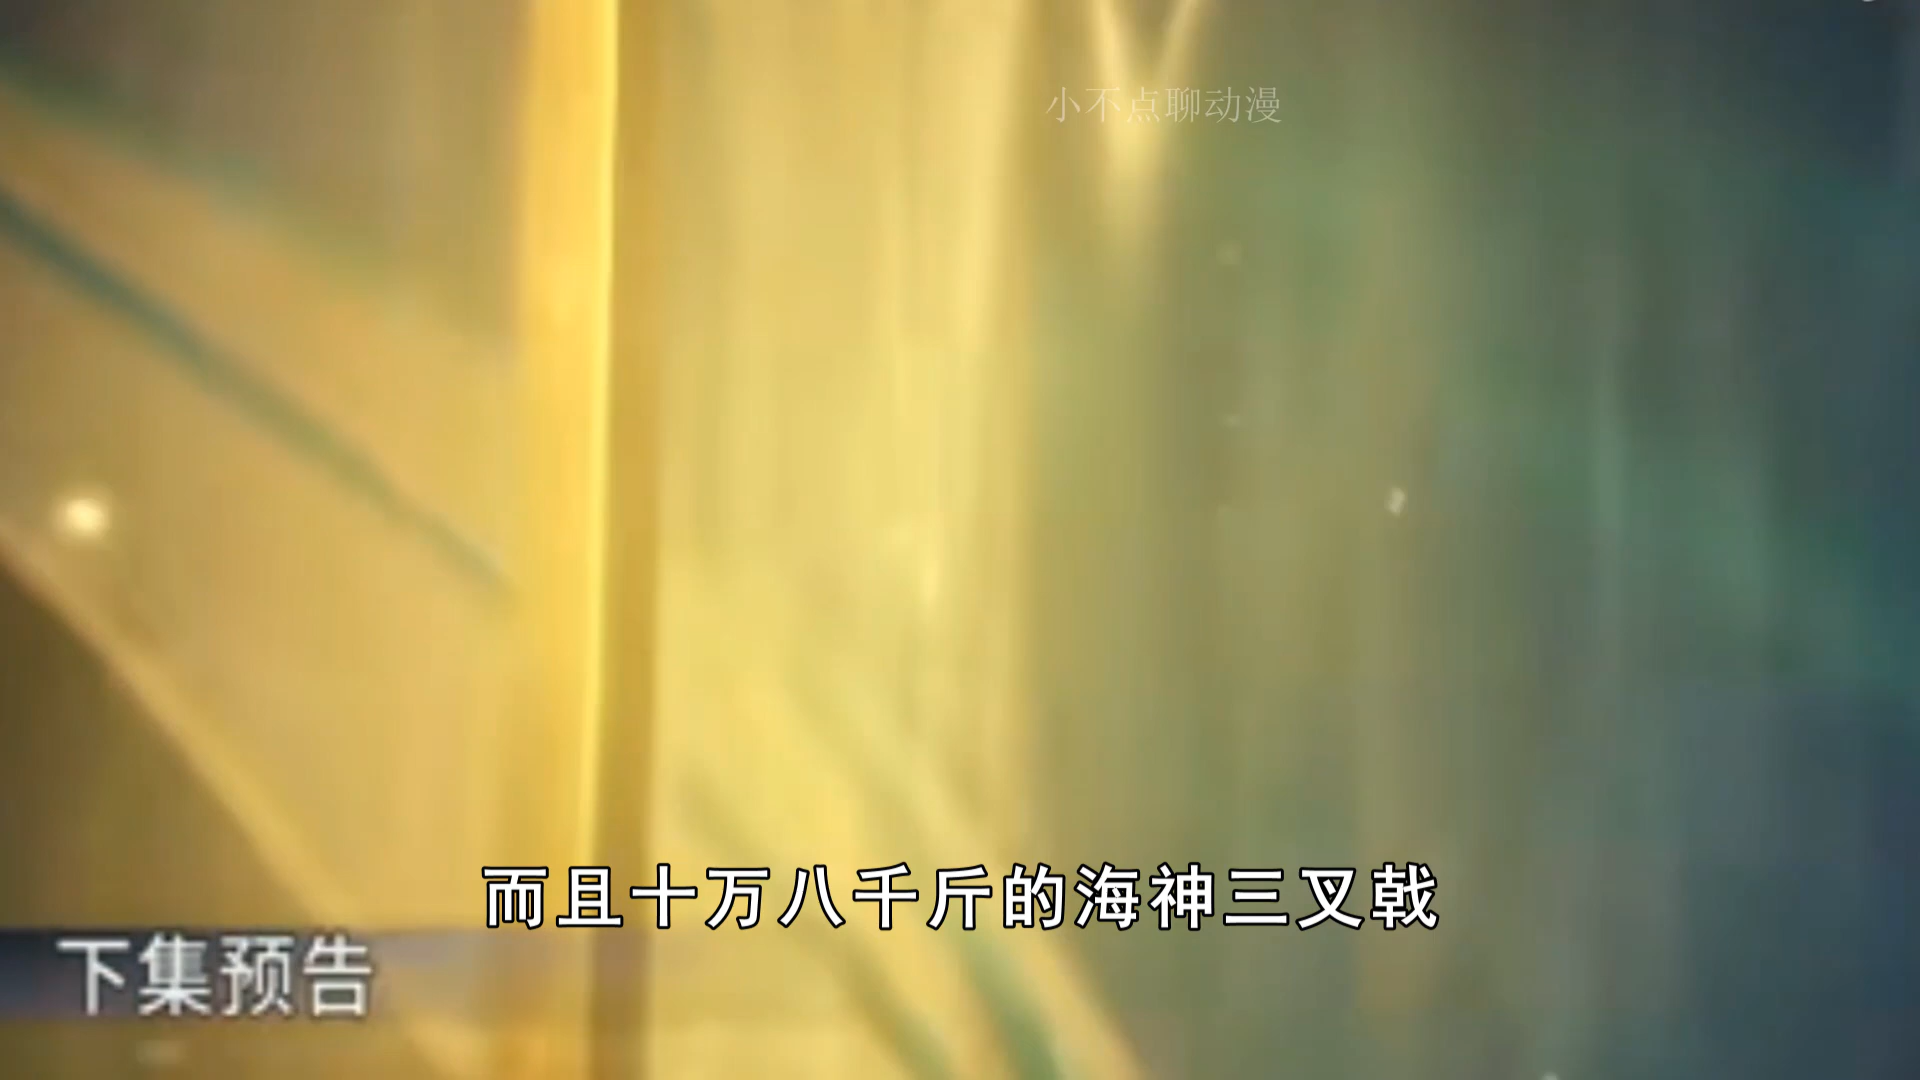 小不点聊动漫
而且十万八千斤的海神三叉戟
下集预告